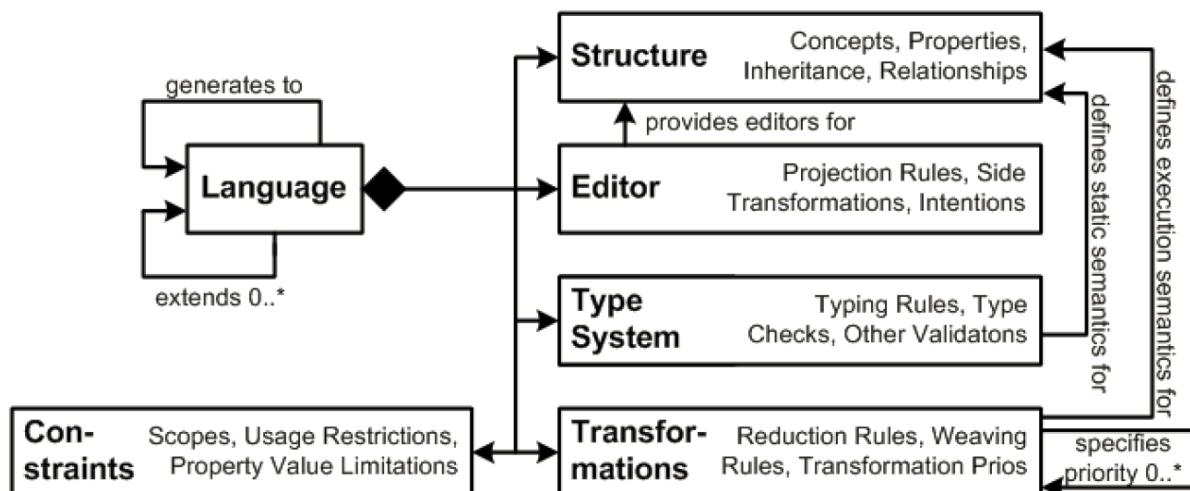 Structure
Concepts, Properties,
Inheritance, Relationships
generates to
provides editors for
Language
Editor
Projection Rules, Side
Transformations, Intentions
extends 0..*
Type
System
Typing Rules, Type
Checks, Other Validatons
defines static semantics for
defines execution semantics for
Con-
straints
Scopes, Usage Restrictions,
Property Value Limitations
Transfor-
mations
Reduction Rules, Weaving
Rules, Transformation Prios
specifies
priority 0..*